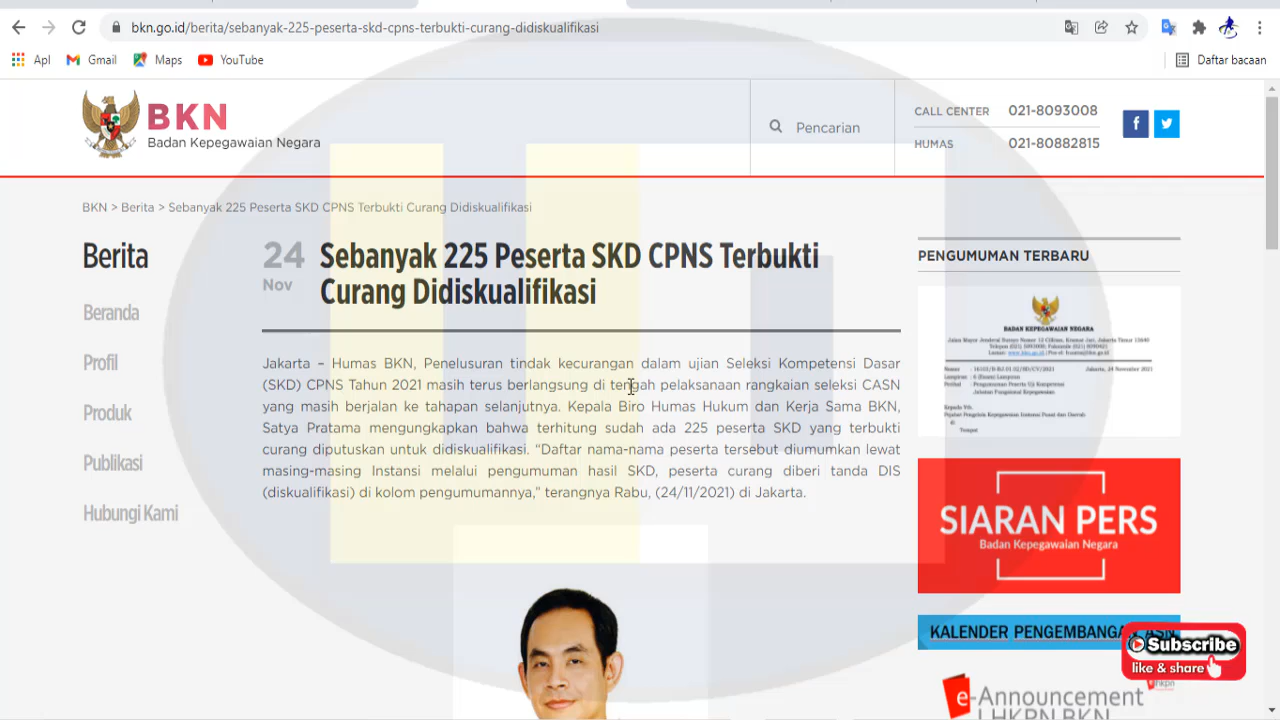 bkn.go.id/berita/sebanyak-225-peserta-skd-cpns-terbukti-curang-didiskualifikasi
Apl Gmail Maps YouTube Daftar bacaan
BKN
Badan Kepegawaian Negara
Pencarian
CALL CENTER 021-8093008
HUMAS 021-80882815
BKN > Berita > Sebanyak 225 Peserta SKD CPNS Terbukti Curang Didiskualifikasi
Berita
Beranda
Profil
Produk
Publikasi
Hubungi Kami
24
Nov
Sebanyak 225 Peserta SKD CPNS Terbukti
Curang Didiskualifikasi
Jakarta – Humas BKN, Penelusuran tindak kecurangan dalam ujian Seleksi Kompetensi Dasar
(SKD) CPNS Tahun 2021 masih terus berlangsung di tengah pelaksanaan rangkaian seleksi CASN
yang masih berjalan ke tahapan selanjutnya. Kepala Biro Humas Hukum dan Kerja Sama BKN,
Satya Pratama mengungkapkan bahwa terhitung sudah ada 225 peserta SKD yang terbukti
curang diputuskan untuk didiskualifikasi. “Daftar nama-nama peserta tersebut diumumkan lewat
masing-masing Instansi melalui pengumuman hasil SKD, peserta curang diberi tanda DIS
(diskualifikasi) di kolom pengumumannya,” terangnya Rabu, (24/11/2021) di Jakarta.
PENGUMUMAN TERBARU
BADAN KEPEGAWAIAN NEGARA
SIARAN PERS
Badan Kepegawaian Negara
KALENDER PENGEMBANGAN ASN
Subscribe
like & share
e-Announcement
LHKPN BKN